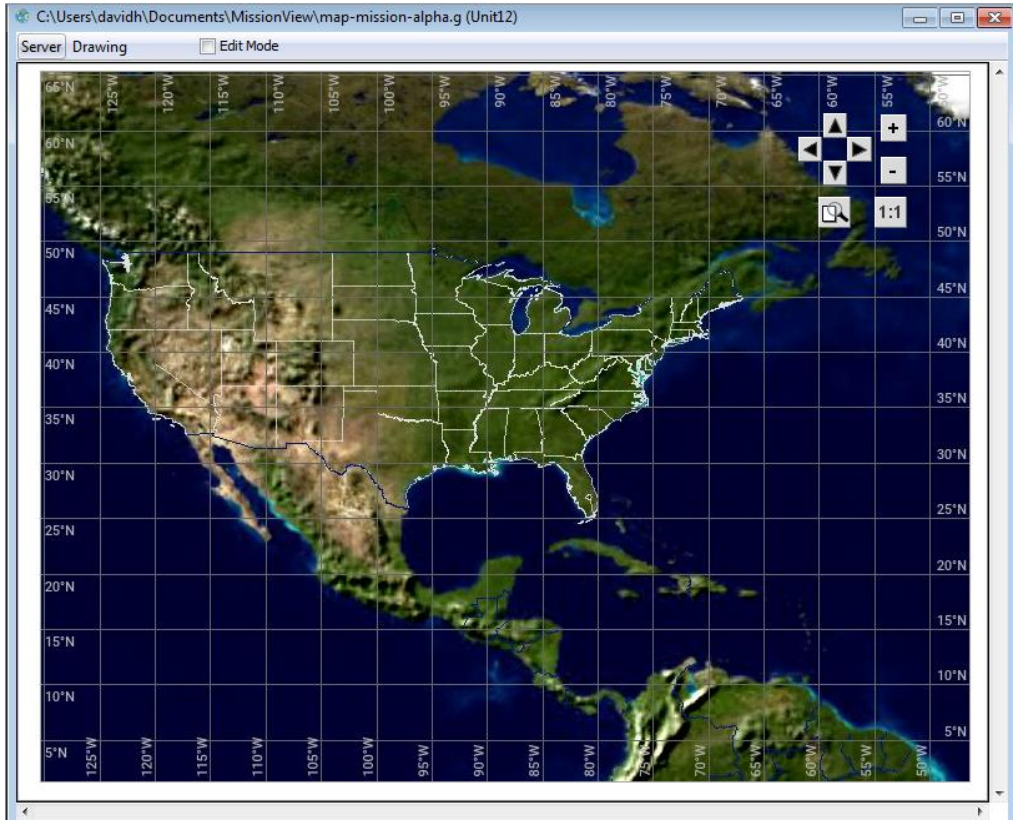 C:\Users\davidh\Documents\MissionView\map-mission-alpha.g (Unit12)
Server Drawing Edit Mode
65°N 125°W 120°W 115°W 110°W 105°W 100°W 95°W 90°W 85°W 80°W 75°W 70°W 65°W 60°W 55°W 50°W
60°N 60°N
+
55°N 55°N
-
1:1
50°N 50°N
45°N 45°N
40°N 40°N
35°N 35°N
30°N 30°N
25°N 25°N
20°N 20°N
15°N 15°N
10°N 10°N
5°N 5°N
125°W 120°W 115°W 110°W 105°W 100°W 95°W 90°W 85°W 80°W 75°W 70°W 65°W 60°W 55°W 50°W